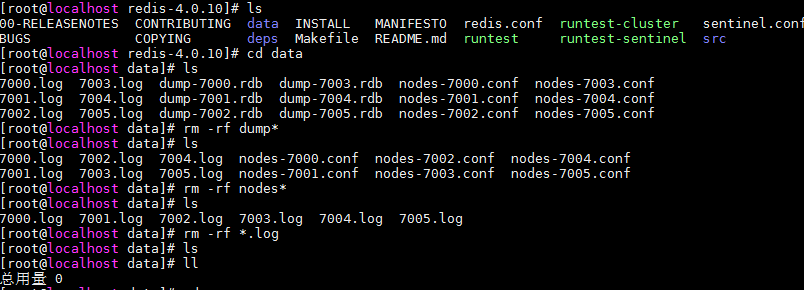 [root@localhost redis-4.0.10]# ls
00-RELEASENOTES  CONTRIBUTING  data  INSTALL   MANIFESTO  redis.conf  runtest-cluster   sentinel.conf
BUGS             COPYING       deps  Makefile  README.md  runtest     runtest-sentinel  src
[root@localhost redis-4.0.10]# cd data
[root@localhost data]# ls
7000.log  7003.log  dump-7000.rdb  dump-7003.rdb  nodes-7000.conf  nodes-7003.conf
7001.log  7004.log  dump-7001.rdb  dump-7004.rdb  nodes-7001.conf  nodes-7004.conf
7002.log  7005.log  dump-7002.rdb  dump-7005.rdb  nodes-7002.conf  nodes-7005.conf
[root@localhost data]# rm -rf dump*
[root@localhost data]# ls
7000.log  7002.log  7004.log  nodes-7000.conf  nodes-7002.conf  nodes-7004.conf
7001.log  7003.log  7005.log  nodes-7001.conf  nodes-7003.conf  nodes-7005.conf
[root@localhost data]# rm -rf nodes*
[root@localhost data]# ls
7000.log  7001.log  7002.log  7003.log  7004.log  7005.log
[root@localhost data]# rm -rf *.log
[root@localhost data]# ls
[root@localhost data]# ll
总用量 0